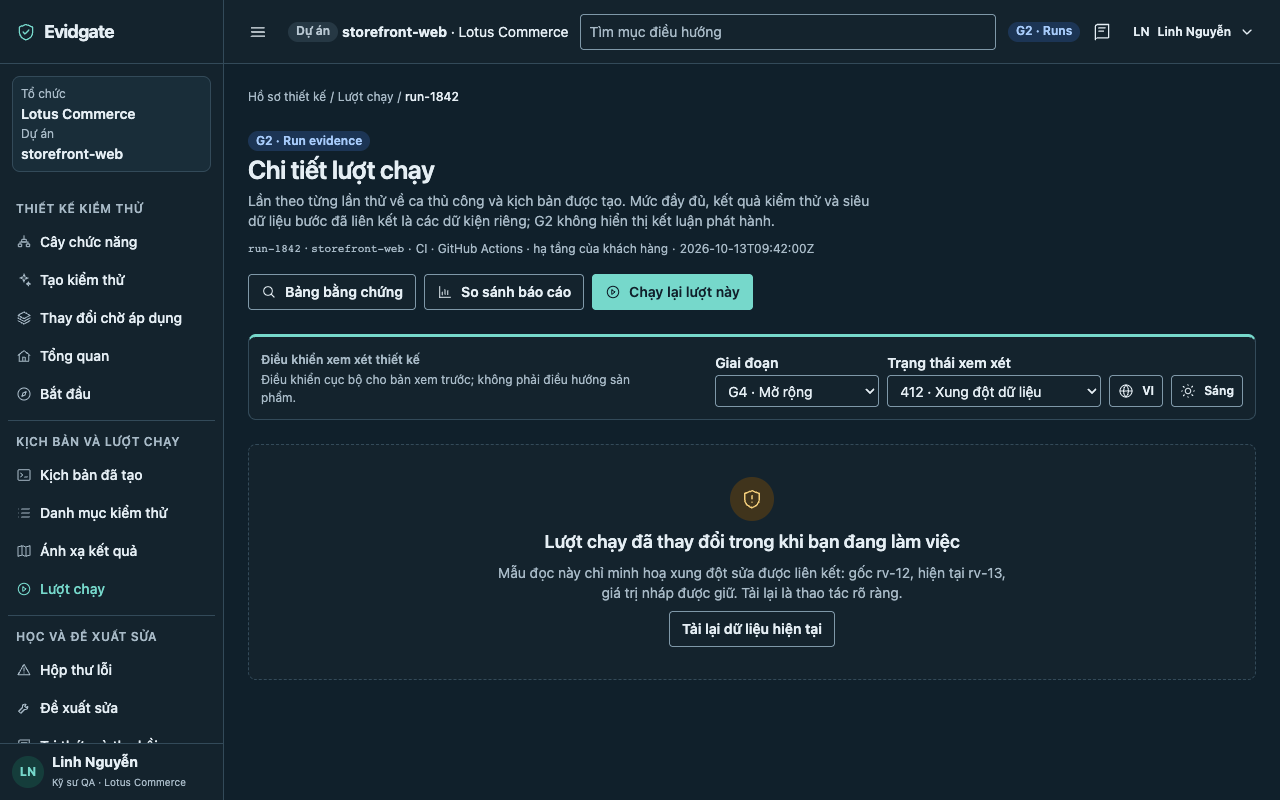 Evidgate
Dự án storefront-web · Lotus Commerce
Tìm mục điều hướng
G2 · Runs
LN Linh Nguyễn
Tổ chức
Lotus Commerce
Dự án
storefront-web
THIẾT KẾ KIỂM THỬ
Cây chức năng
Tạo kiểm thử
Thay đổi chờ áp dụng
Tổng quan
Bắt đầu
KỊCH BẢN VÀ LƯỢT CHẠY
Kịch bản đã tạo
Danh mục kiểm thử
Ánh xạ kết quả
Lượt chạy
HỌC VÀ ĐỀ XUẤT SỬA
Hộp thư lỗi
Đề xuất sửa
LN
Linh Nguyễn
Kỹ sư QA · Lotus Commerce
Hồ sơ thiết kế / Lượt chạy / run-1842
G2 · Run evidence
Chi tiết lượt chạy
Lần theo từng lần thử về ca thủ công và kịch bản được tạo. Mức đầy đủ, kết quả kiểm thử và siêu
dữ liệu bước đã liên kết là các dữ kiện riêng; G2 không hiển thị kết luận phát hành.
run-1842 · storefront-web · CI · GitHub Actions · hạ tầng của khách hàng · 2026-10-13T09:42:00Z
Bảng bằng chứng
So sánh báo cáo
Chạy lại lượt này
Điều khiển xem xét thiết kế
Điều khiển cục bộ cho bản xem trước; không phải điều hướng sản
phẩm.
Giai đoạn
G4 · Mở rộng
Trạng thái xem xét
412 · Xung đột dữ liệu
VI
Sáng
Lượt chạy đã thay đổi trong khi bạn đang làm việc
Mẫu đọc này chỉ minh hoạ xung đột sửa được liên kết: gốc rv-12, hiện tại rv-13,
giá trị nháp được giữ. Tải lại là thao tác rõ ràng.
Tải lại dữ liệu hiện tại